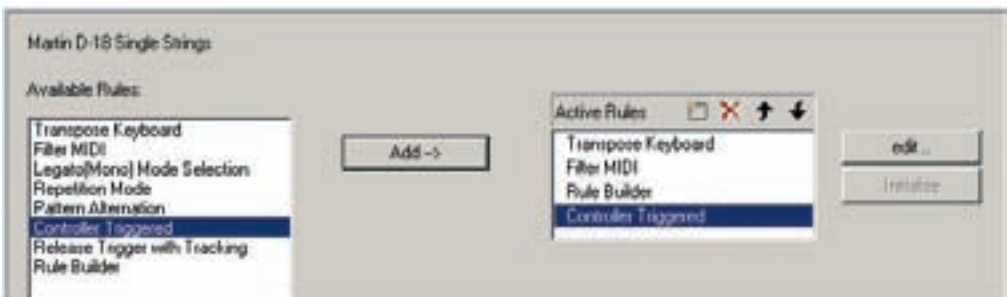 Martin D-18 Single Strings
Available Rules:
Transpose Keyboard
Filter MIDI
Legato(Mono) Mode Selection
Repetition Mode
Pattern Alternation
Controller Triggered
Release Trigger with Tracking
Rule Builder
Add ->
Active Rules
Transpose Keyboard
Filter MIDI
Rule Builder
Controller Triggered
edit ...
Initialize